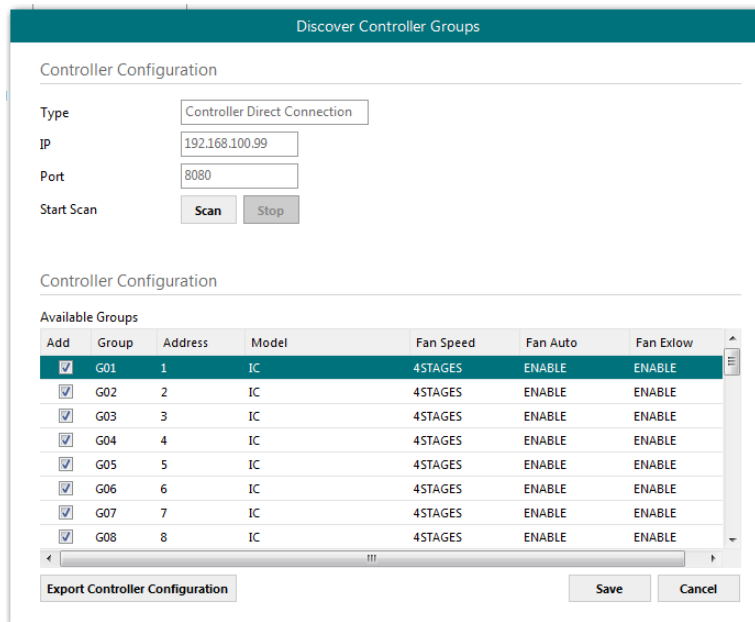 Discover Controller Groups
Controller Configuration
Type Controller Direct Connection
IP 192.168.100.99
Port 8080
Start Scan Scan Stop
Controller Configuration
Available Groups
Add Group Address Model Fan Speed Fan Auto Fan Exlow
G01 1 IC 4STAGES ENABLE ENABLE
G02 2 IC 4STAGES ENABLE ENABLE
G03 3 IC 4STAGES ENABLE ENABLE
G04 4 IC 4STAGES ENABLE ENABLE
G05 5 IC 4STAGES ENABLE ENABLE
G06 6 IC 4STAGES ENABLE ENABLE
G07 7 IC 4STAGES ENABLE ENABLE
G08 8 IC 4STAGES ENABLE ENABLE
Export Controller Configuration Save Cancel